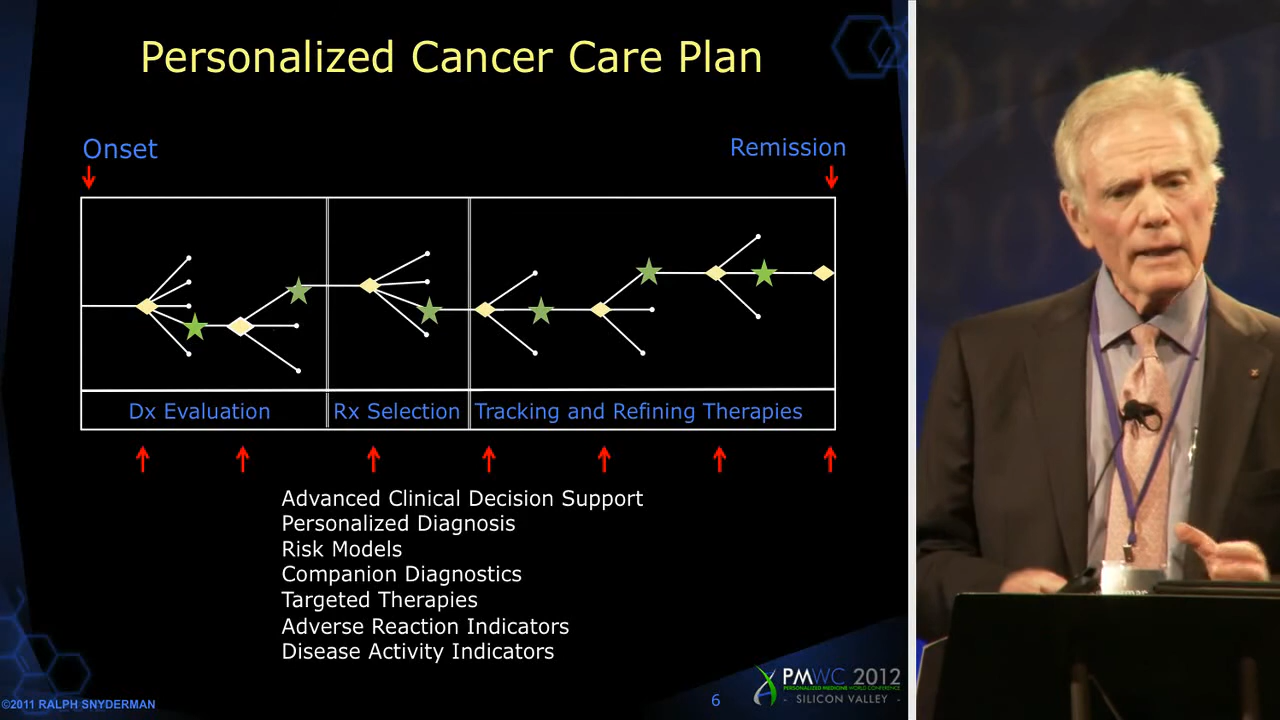 Personalized Cancer Care Plan
Onset
Remission
Dx Evaluation
Rx Selection
Tracking and Refining Therapies
Advanced Clinical Decision Support
Personalized Diagnosis
Risk Models
Companion Diagnostics
Targeted Therapies
Adverse Reaction Indicators
Disease Activity Indicators
©2011 RALPH SNYDERMAN
6
PMWC 2012
PERSONALIZED MEDICINE WORLD CONFERENCE
- SILICON VALLEY -